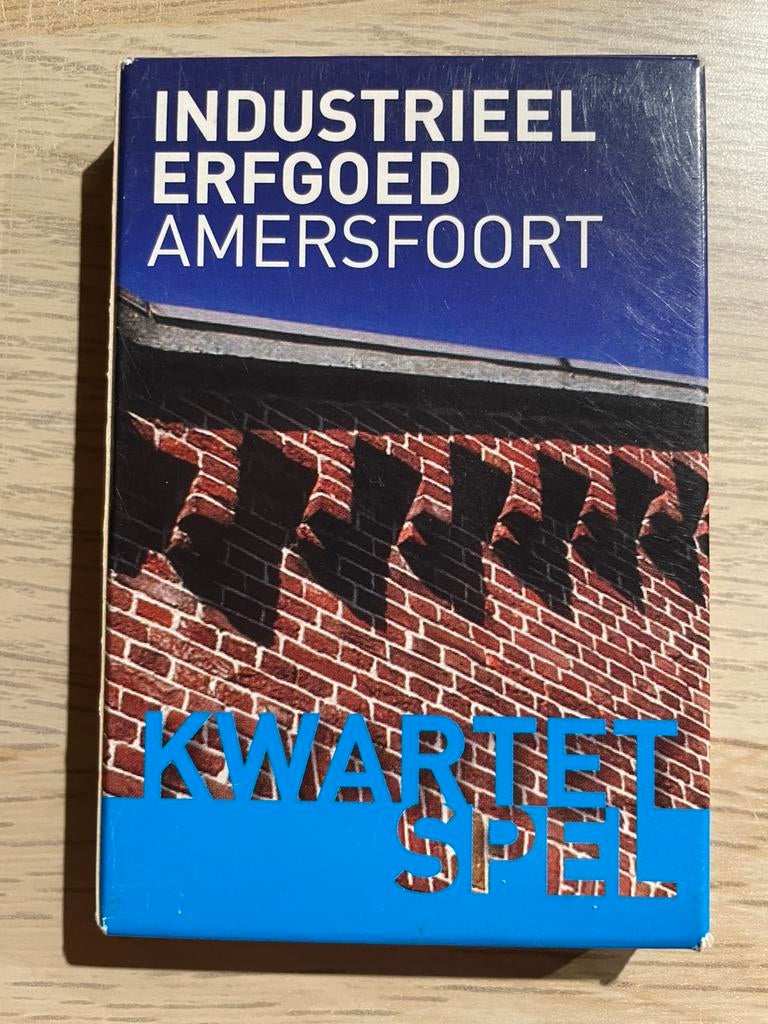 INDUSTRIEEL
ERFGOED
AMERSFOORT
KWARTET
SPEL